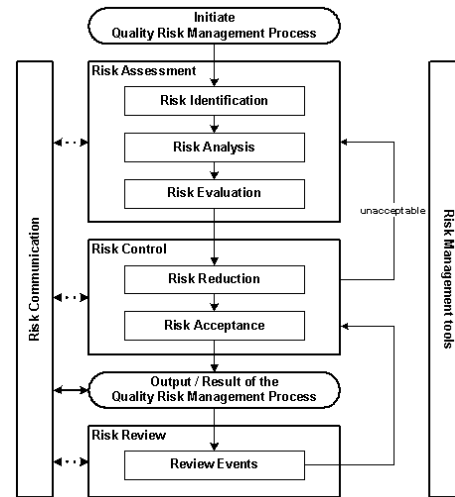 Initiate
Quality Risk Management Process
Risk Assessment
Risk Identification
Risk Analysis
Risk Evaluation
unacceptable
Risk Control
Risk Reduction
Risk Acceptance
Output / Result of the
Quality Risk Management Process
Risk Review
Review Events
Risk Communication
Risk Management tools